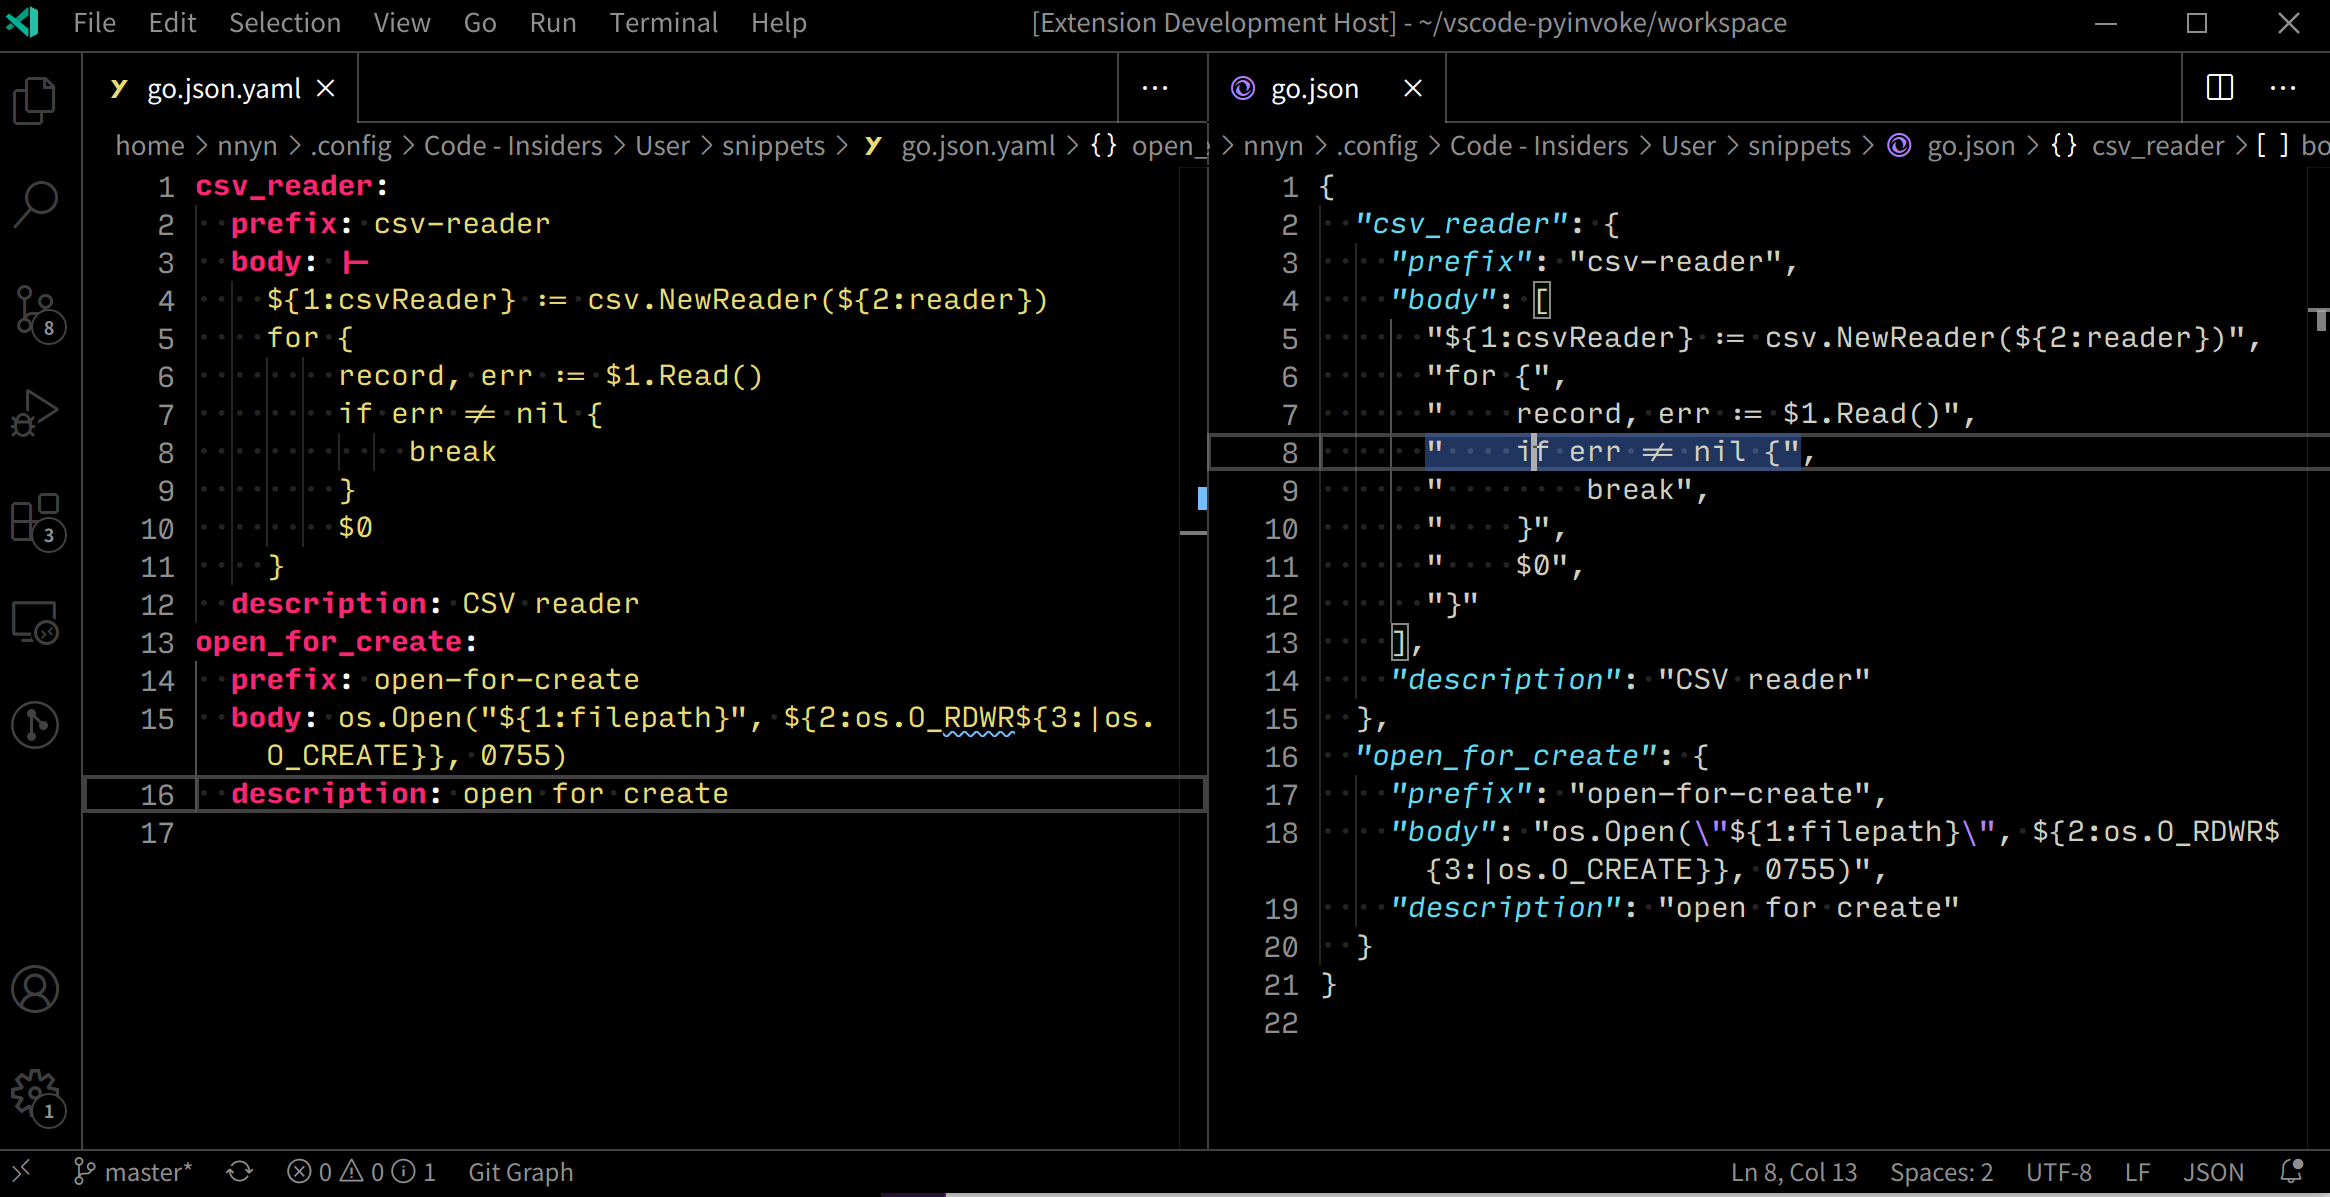 File Edit Selection View Go Run Terminal Help [Extension Development Host] - ~/vscode-pyinvoke/workspace
Y go.json.yaml
home > nnyn > .config > Code - Insiders > User > snippets > Y go.json.yaml > {} open_
1 csv_reader:
2   prefix: csv-reader
3   body: |-
4     ${1:csvReader} := csv.NewReader(${2:reader})
5     for {
6         record, err := $1.Read()
7         if err != nil {
8             break
9         }
10         $0
11     }
12   description: CSV reader
13 open_for_create:
14   prefix: open-for-create
15   body: os.Open("${1:filepath}", ${2:os.O_RDWR${3:|os.
O_CREATE}}, 0755)
16   description: open for create
17
go.json
> nnyn > .config > Code - Insiders > User > snippets > go.json > {} csv_reader > [ ] bo
1 {
2   "csv_reader": {
3     "prefix": "csv-reader",
4     "body": [
5       "${1:csvReader} := csv.NewReader(${2:reader})",
6       "for {",
7       "    record, err := $1.Read()",
8       "    if err != nil {",
9       "        break",
10       "    }",
11       "    $0",
12       "}"
13     ],
14     "description": "CSV reader"
15   },
16   "open_for_create": {
17     "prefix": "open-for-create",
18     "body": "os.Open(\"${1:filepath}\", ${2:os.O_RDWR$
{3:|os.O_CREATE}}, 0755)",
19     "description": "open for create"
20   }
21 }
22
8
3
1
master* 0 0 1 Git Graph Ln 8, Col 13 Spaces: 2 UTF-8 LF JSON